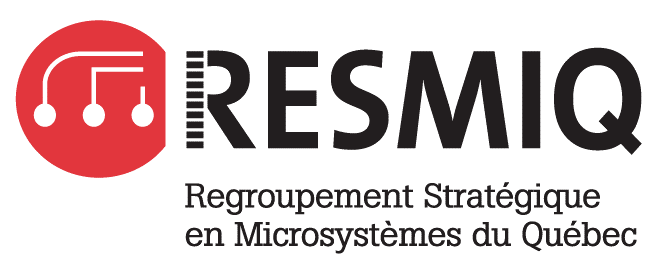 RESMIQ
Regroupement Stratégique
en Microsystèmes du Québec